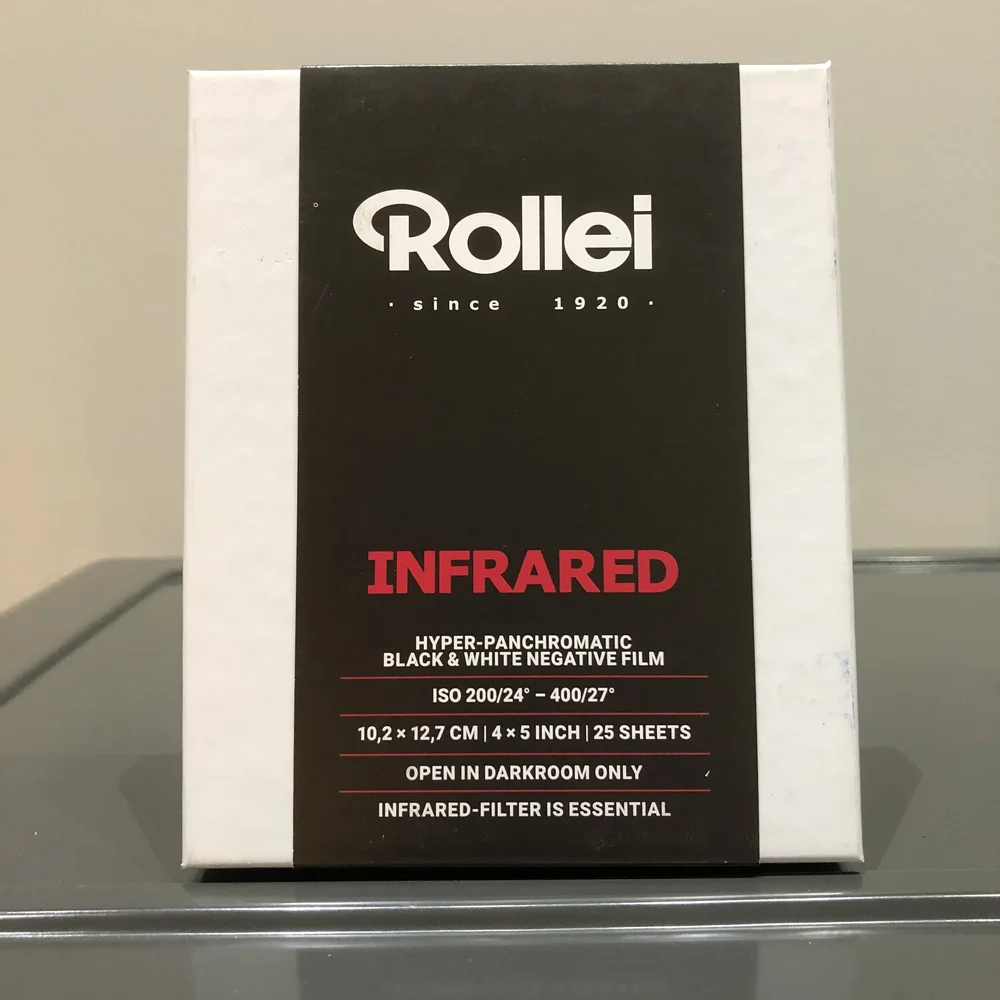 Rollei
· since 1920 ·
INFRARED
HYPER-PANCHROMATIC
BLACK & WHITE NEGATIVE FILM
ISO 200/24° – 400/27°
10,2 × 12,7 CM | 4 × 5 INCH | 25 SHEETS
OPEN IN DARKROOM ONLY
INFRARED-FILTER IS ESSENTIAL